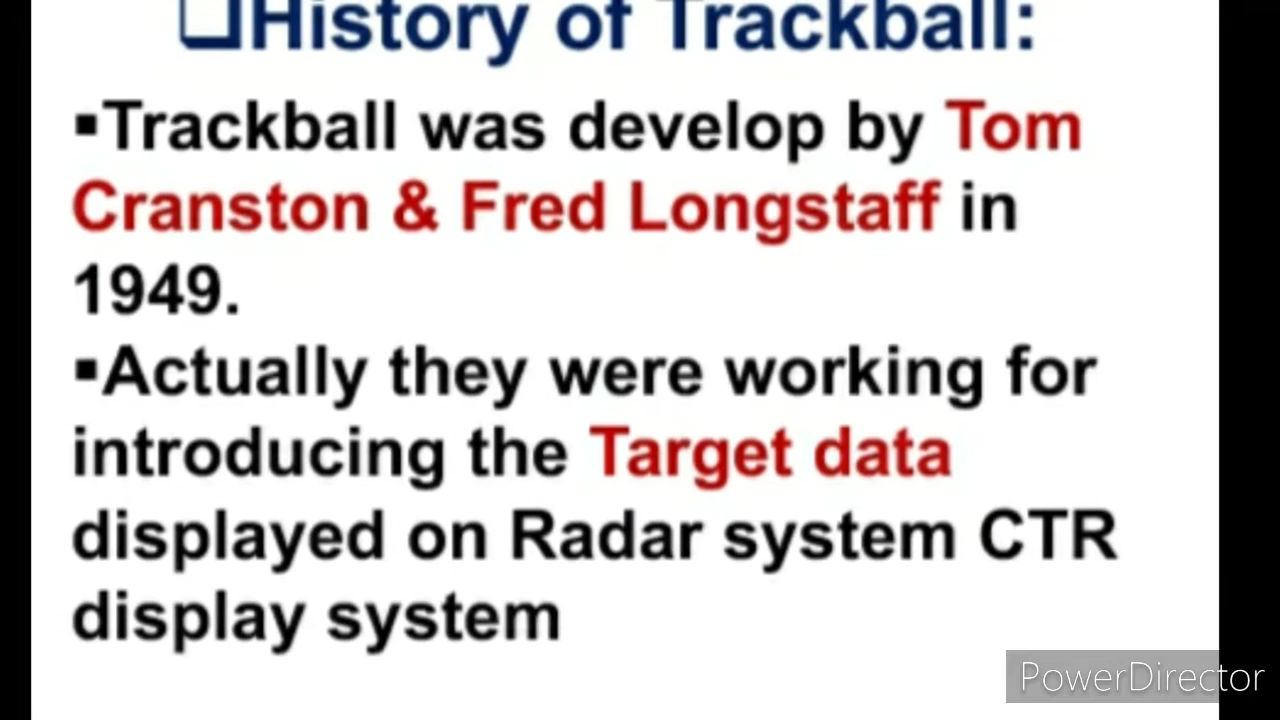 ❑History of Trackball:
▪Trackball was develop by Tom
Cranston & Fred Longstaff in
1949.
▪Actually they were working for
introducing the Target data
displayed on Radar system CTR
display system
PowerDirector